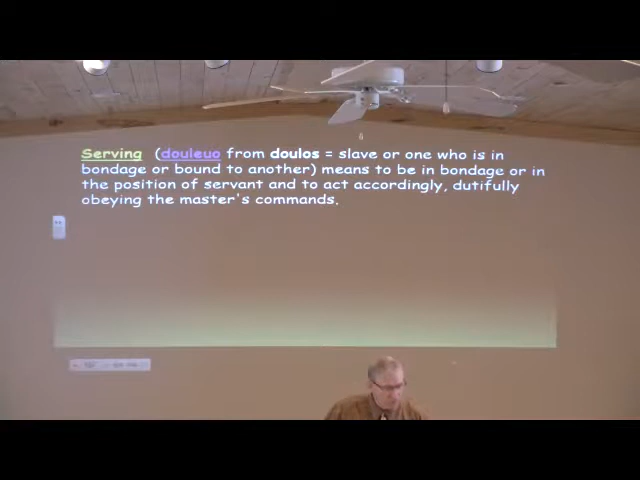 Serving (douleuo from doulos = slave or one who is in
bondage or bound to another) means to be in bondage or in
the position of servant and to act accordingly, dutifully
obeying the master's commands.